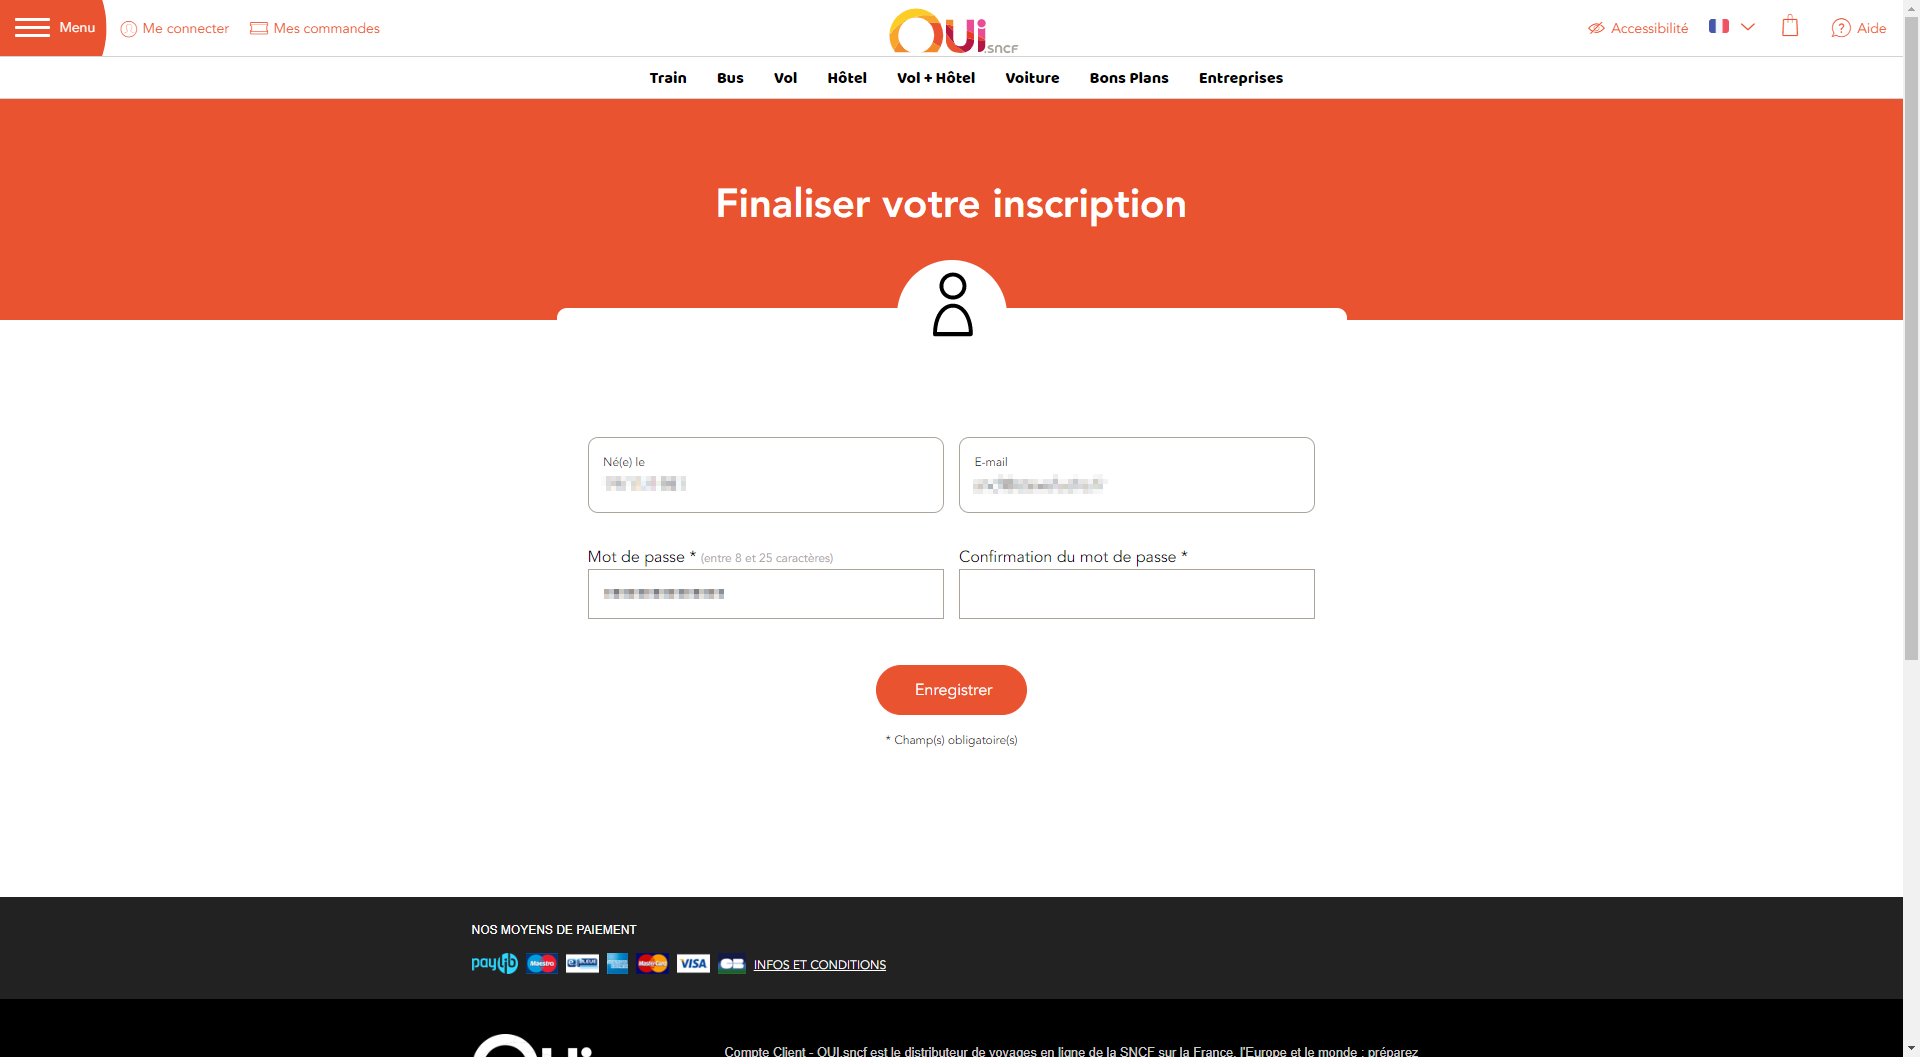 Menu Me connecter Mes commandes OUi.sncf Accessibilité Aide
Train Bus Vol Hôtel Vol + Hôtel Voiture Bons Plans Entreprises
Finaliser votre inscription
Né(e) le E-mail
Mot de passe * (entre 8 et 25 caractères) Confirmation du mot de passe *
Enregistrer
* Champ(s) obligatoire(s)
NOS MOYENS DE PAIEMENT
paylib Maestro MasterCard VISA CB INFOS ET CONDITIONS
OUi
Compte Client - OUI.sncf est le distributeur de voyages en ligne de la SNCF sur la France, l'Europe et le monde : préparez